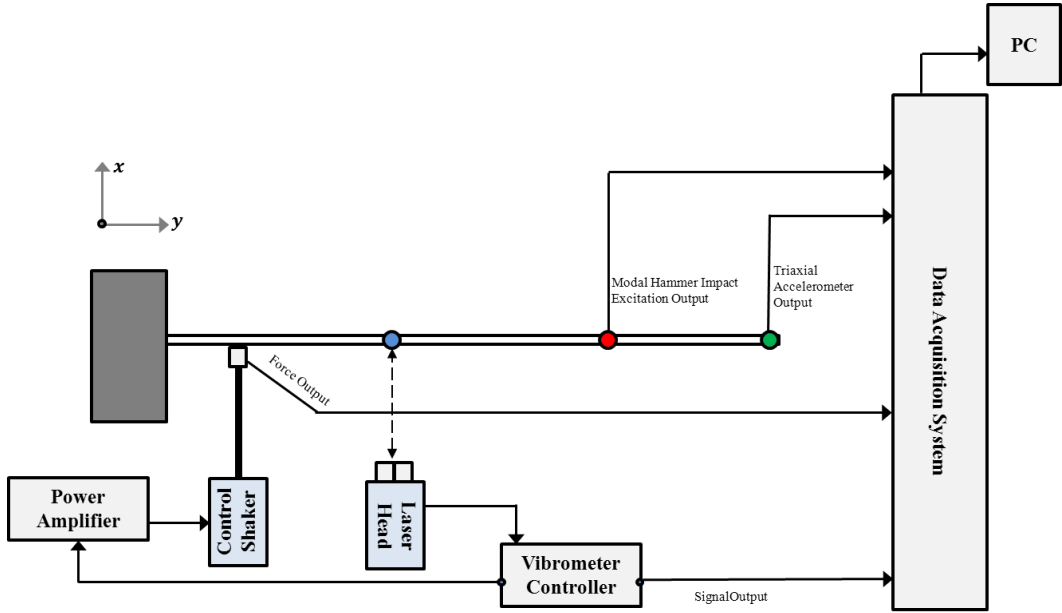 PC
x
y
Modal Hammer Impact
Excitation Output
Triaxial
Accelerometer
Output
Data Acquisition System
Force Output
Power
Amplifier
Control
Shaker
Laser
Head
Vibrometer
Controller
SignalOutput